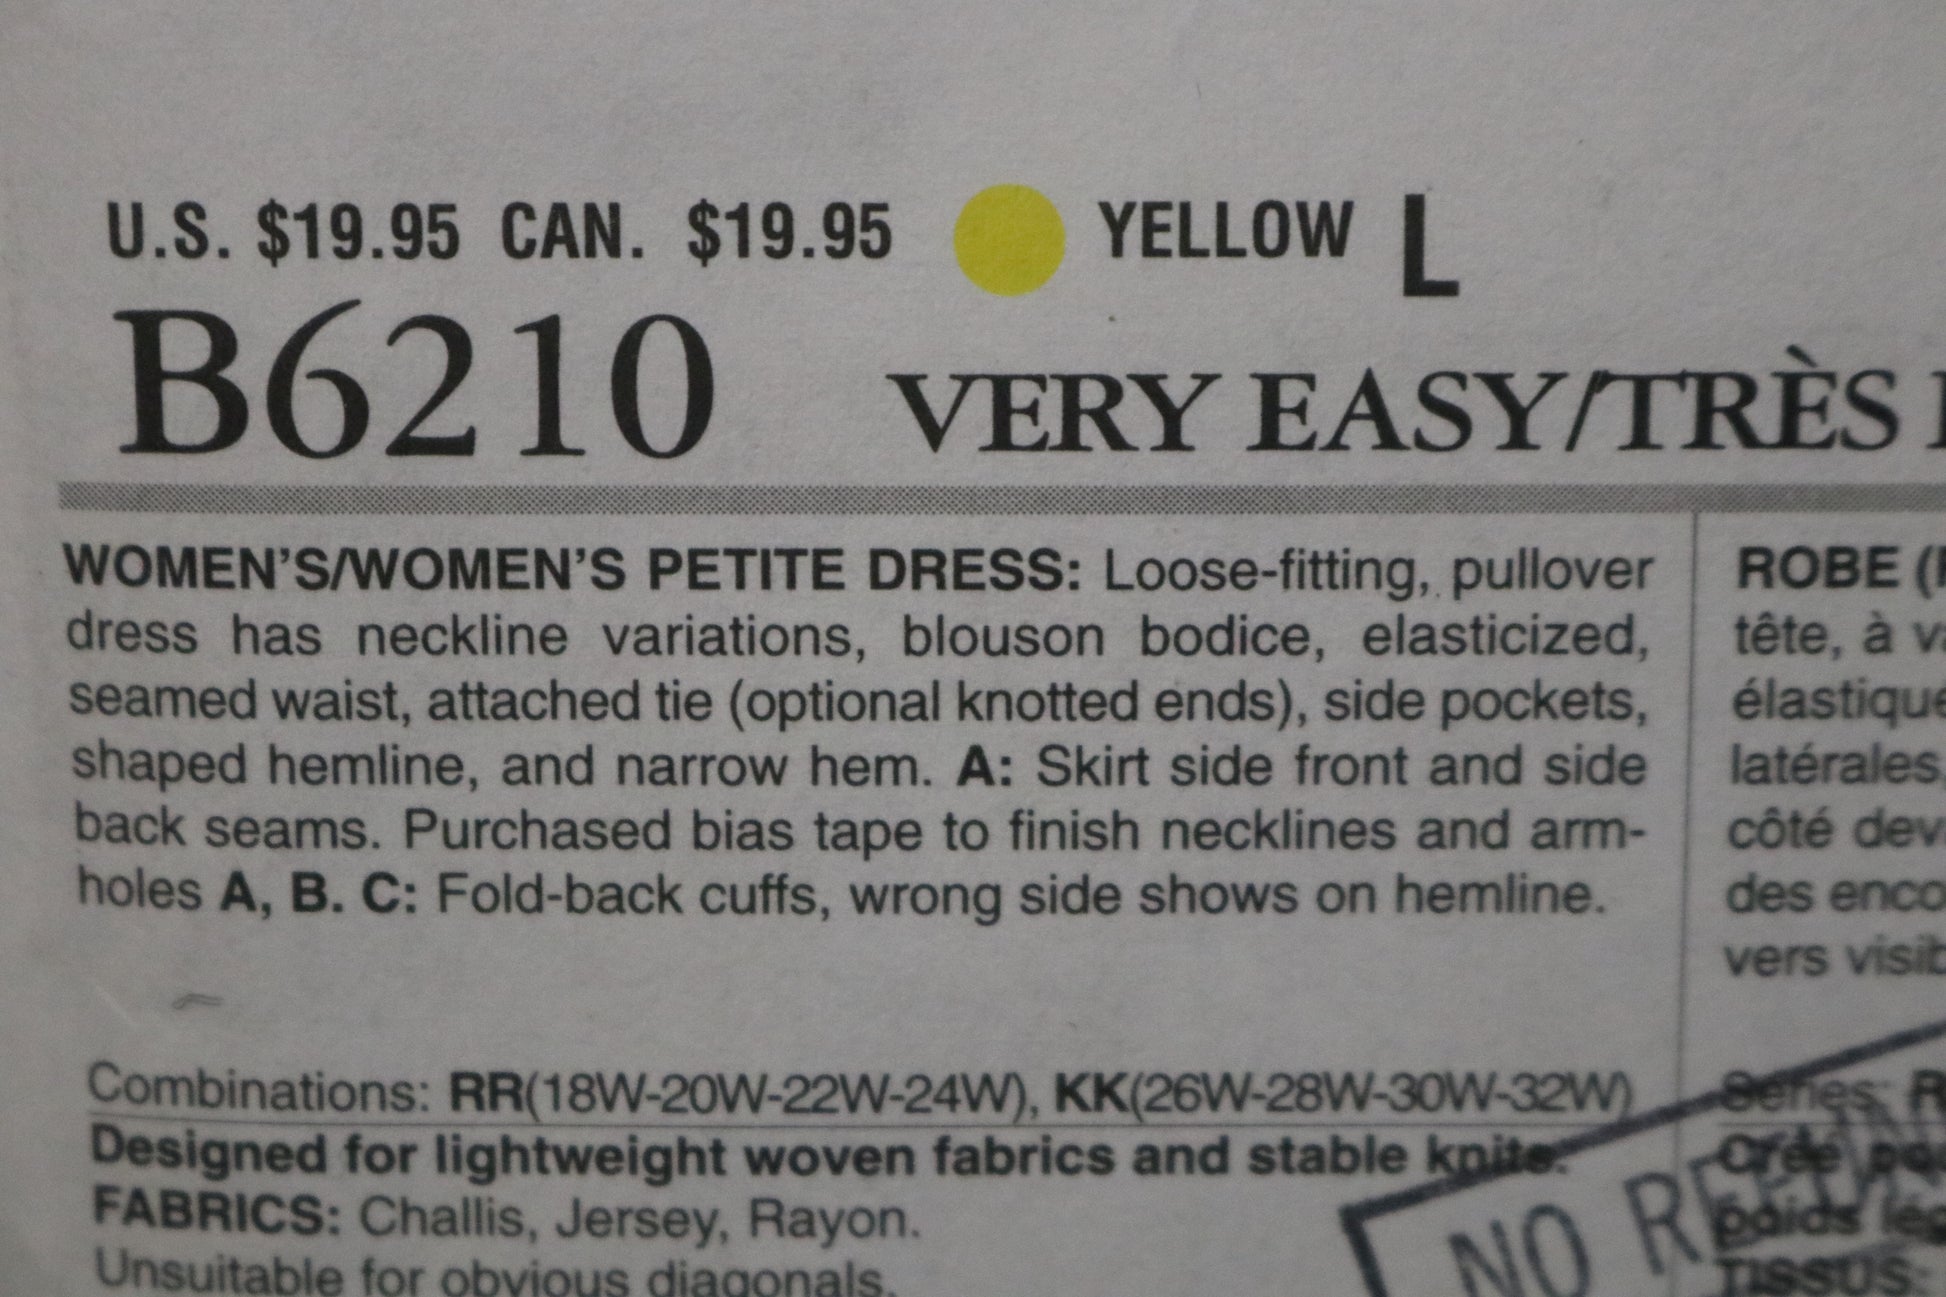 U.S. $19.95 CAN. $19.95 YELLOW L
B6210 VERY EASY/TRÈS
WOMEN'S/WOMEN'S PETITE DRESS: Loose-fitting, pullover
dress has neckline variations, blouson bodice, elasticized,
seamed waist, attached tie (optional knotted ends), side pockets,
shaped hemline, and narrow hem. A: Skirt side front and side
back seams. Purchased bias tape to finish necklines and arm-
holes A, B. C: Fold-back cuffs, wrong side shows on hemline.
Combinations: RR(18W-20W-22W-24W), KK(26W-28W-30W-32W)
Designed for lightweight woven fabrics and stable knits.
FABRICS: Challis, Jersey, Rayon.
Unsuitable for obvious diagonals.
ROBE
tête, à
latérales,
côté
des
vers
Séries:
Créé
paids
TISSUS:
NO